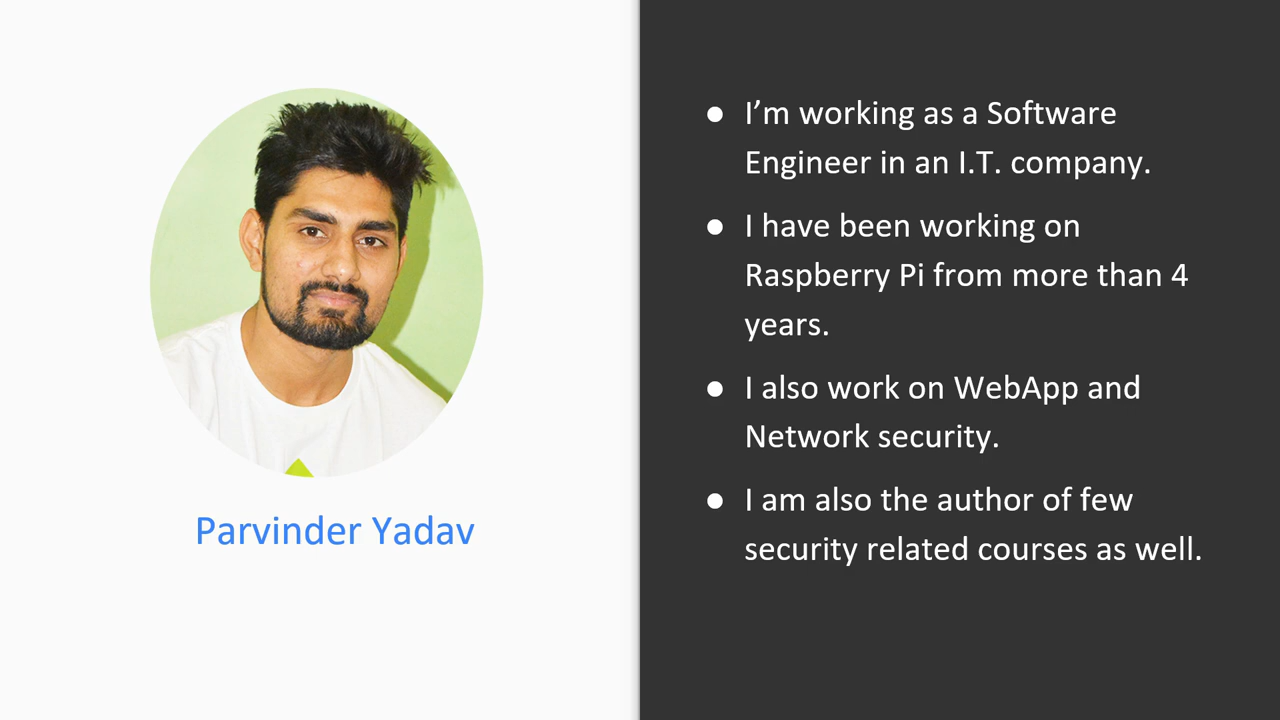 Parvinder Yadav
● I’m working as a Software
Engineer in an I.T. company.
● I have been working on
Raspberry Pi from more than 4
years.
● I also work on WebApp and
Network security.
● I am also the author of few
security related courses as well.